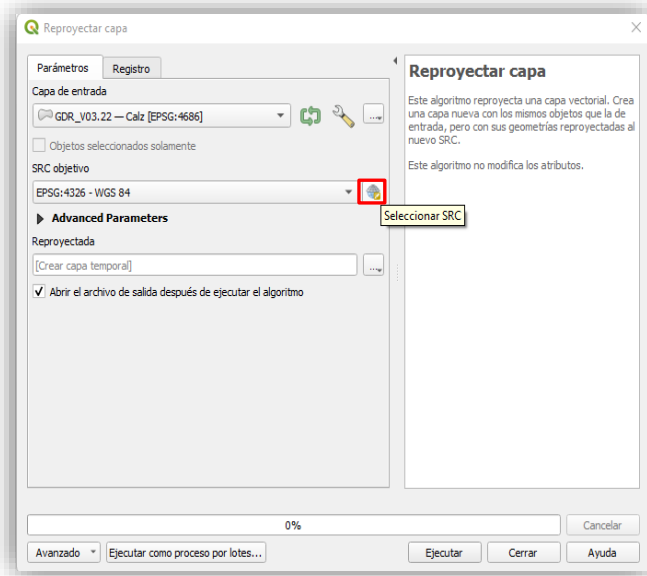 Reproyectar capa
Parámetros Registro
Capa de entrada
GDR_V03.22 — Calz [EPSG:4686]
...
Objetos seleccionados solamente
SRC objetivo
EPSG:4326 - WGS 84
Seleccionar SRC
Advanced Parameters
Reproyectada
[Crear capa temporal]
...
Abrir el archivo de salida después de ejecutar el algoritmo
Reproyectar capa
Este algoritmo reproyecta una capa vectorial. Crea
una capa nueva con los mismos objetos que la de
entrada, pero con sus geometrías reproyectadas al
nuevo SRC.
Este algoritmo no modifica los atributos.
0%
Cancelar
Avanzado Ejecutar como proceso por lotes... Ejecutar Cerrar Ayuda